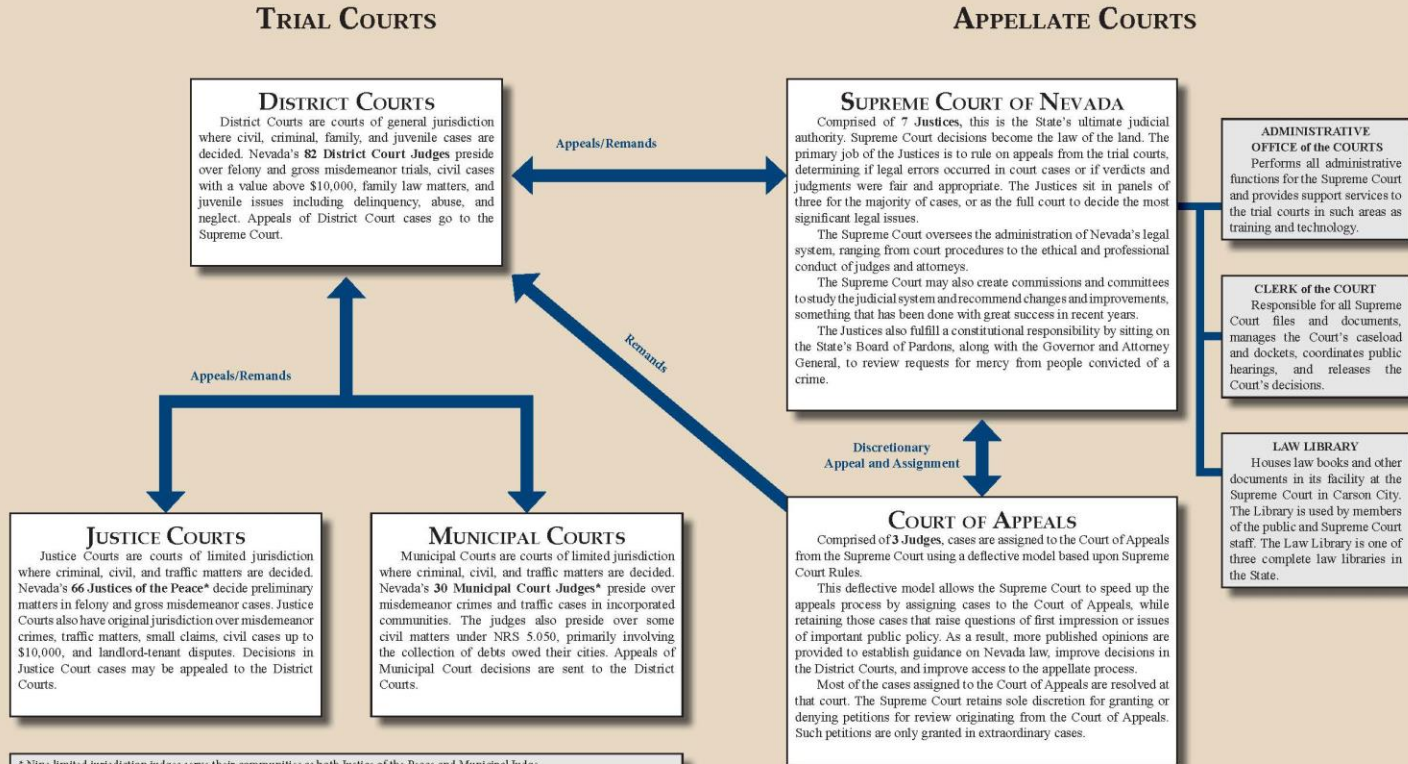 TRIAL COURTS
APPELLATE COURTS
DISTRICT COURTS
District Courts are courts of general jurisdiction
where civil, criminal, family, and juvenile cases are
decided. Nevada's 82 District Court Judges preside
over felony and gross misdemeanor trials, civil cases
with a value above $10,000, family law matters, and
juvenile issues including delinquency, abuse, and
neglect. Appeals of District Court cases go to the
Supreme Court.
Appeals/Remands
SUPREME COURT OF NEVADA
Comprised of 7 Justices, this is the State's ultimate judicial
authority. Supreme Court decisions become the law of the land. The
primary job of the Justices is to rule on appeals from the trial courts,
determining if legal errors occurred in court cases or if verdicts and
judgments were fair and appropriate. The Justices sit in panels of
three for the majority of cases, or as the full court to decide the most
significant legal issues.
The Supreme Court oversees the administration of Nevada's legal
system, ranging from court procedures to the ethical and professional
conduct of judges and attorneys.
The Supreme Court may also create commissions and committees
to study the judicial system and recommend changes and improvements,
something that has been done with great success in recent years.
The Justices also fulfill a constitutional responsibility by sitting on
the State's Board of Pardons, along with the Governor and Attorney
General, to review requests for mercy from people convicted of a
crime.
ADMINISTRATIVE
OFFICE of the COURTS
Performs all administrative
functions for the Supreme Court
and provides support services to
the trial courts in such areas as
training and technology.
CLERK of the COURT
Responsible for all Supreme
Court files and documents,
manages the Court's caseload
and dockets, coordinates public
hearings, and releases the
Court's decisions.
LAW LIBRARY
Houses law books and other
documents in its facility at the
Supreme Court in Carson City.
The Library is used by members
of the public and Supreme Court
staff. The Law Library is one of
three complete law libraries in
the State.
Appeals/Remands
Remands
Discretionary
Appeal and Assignment
JUSTICE COURTS
Justice Courts are courts of limited jurisdiction
where criminal, civil, and traffic matters are decided.
Nevada's 66 Justices of the Peace* decide preliminary
matters in felony and gross misdemeanor cases. Justice
Courts also have original jurisdiction over misdemeanor
crimes, traffic matters, small claims, civil cases up to
$10,000, and landlord-tenant disputes. Decisions in
Justice Court cases may be appealed to the District
Courts.
MUNICIPAL COURTS
Municipal Courts are courts of limited jurisdiction
where criminal, civil, and traffic matters are decided.
Nevada's 30 Municipal Court Judges* preside over
misdemeanor crimes and traffic cases in incorporated
communities. The judges also preside over some
civil matters under NRS 5.050, primarily involving
the collection of debts owed their cities. Appeals of
Municipal Court decisions are sent to the District
Courts.
COURT OF APPEALS
Comprised of 3 Judges, cases are assigned to the Court of Appeals
from the Supreme Court using a deflective model based upon Supreme
Court Rules.
This deflective model allows the Supreme Court to speed up the
appeals process by assigning cases to the Court of Appeals, while
retaining those cases that raise questions of first impression or issues
of important public policy. As a result, more published opinions are
provided to establish guidance on Nevada law, improve decisions in
the District Courts, and improve access to the appellate process.
Most of the cases assigned to the Court of Appeals are resolved at
that court. The Supreme Court retains sole discretion for granting or
denying petitions for review originating from the Court of Appeals.
Such petitions are only granted in extraordinary cases.
* Nine limited jurisdiction judges serve their communities as both Justice of the Peace and Municipal Judge